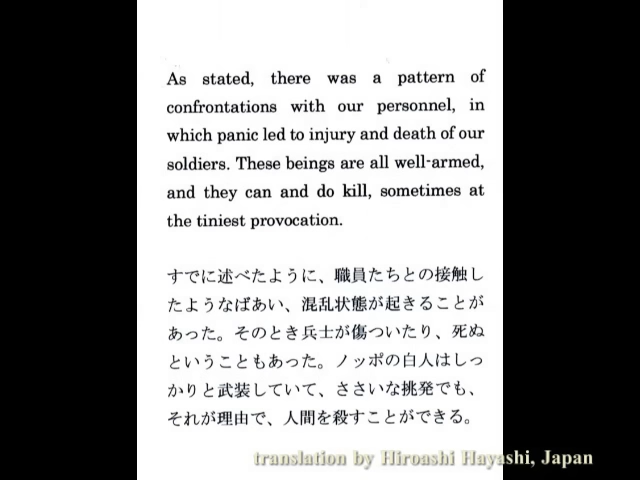 As stated, there was a pattern of
confrontations with our personnel, in
which panic led to injury and death of our
soldiers. These beings are all well-armed,
and they can and do kill, sometimes at
the tiniest provocation.
すでに述べたように、職員たちとの接触し
たようなばあい、混乱状態が起きることが
あった。そのとき兵士が傷ついたり、死ぬ
ということもあった。ノッポの白人はしっ
かりと武装していて、ささいな挑発でも、
それが理由で、人間を殺すことができる。
translation by Hiroashi Hayashi, Japan